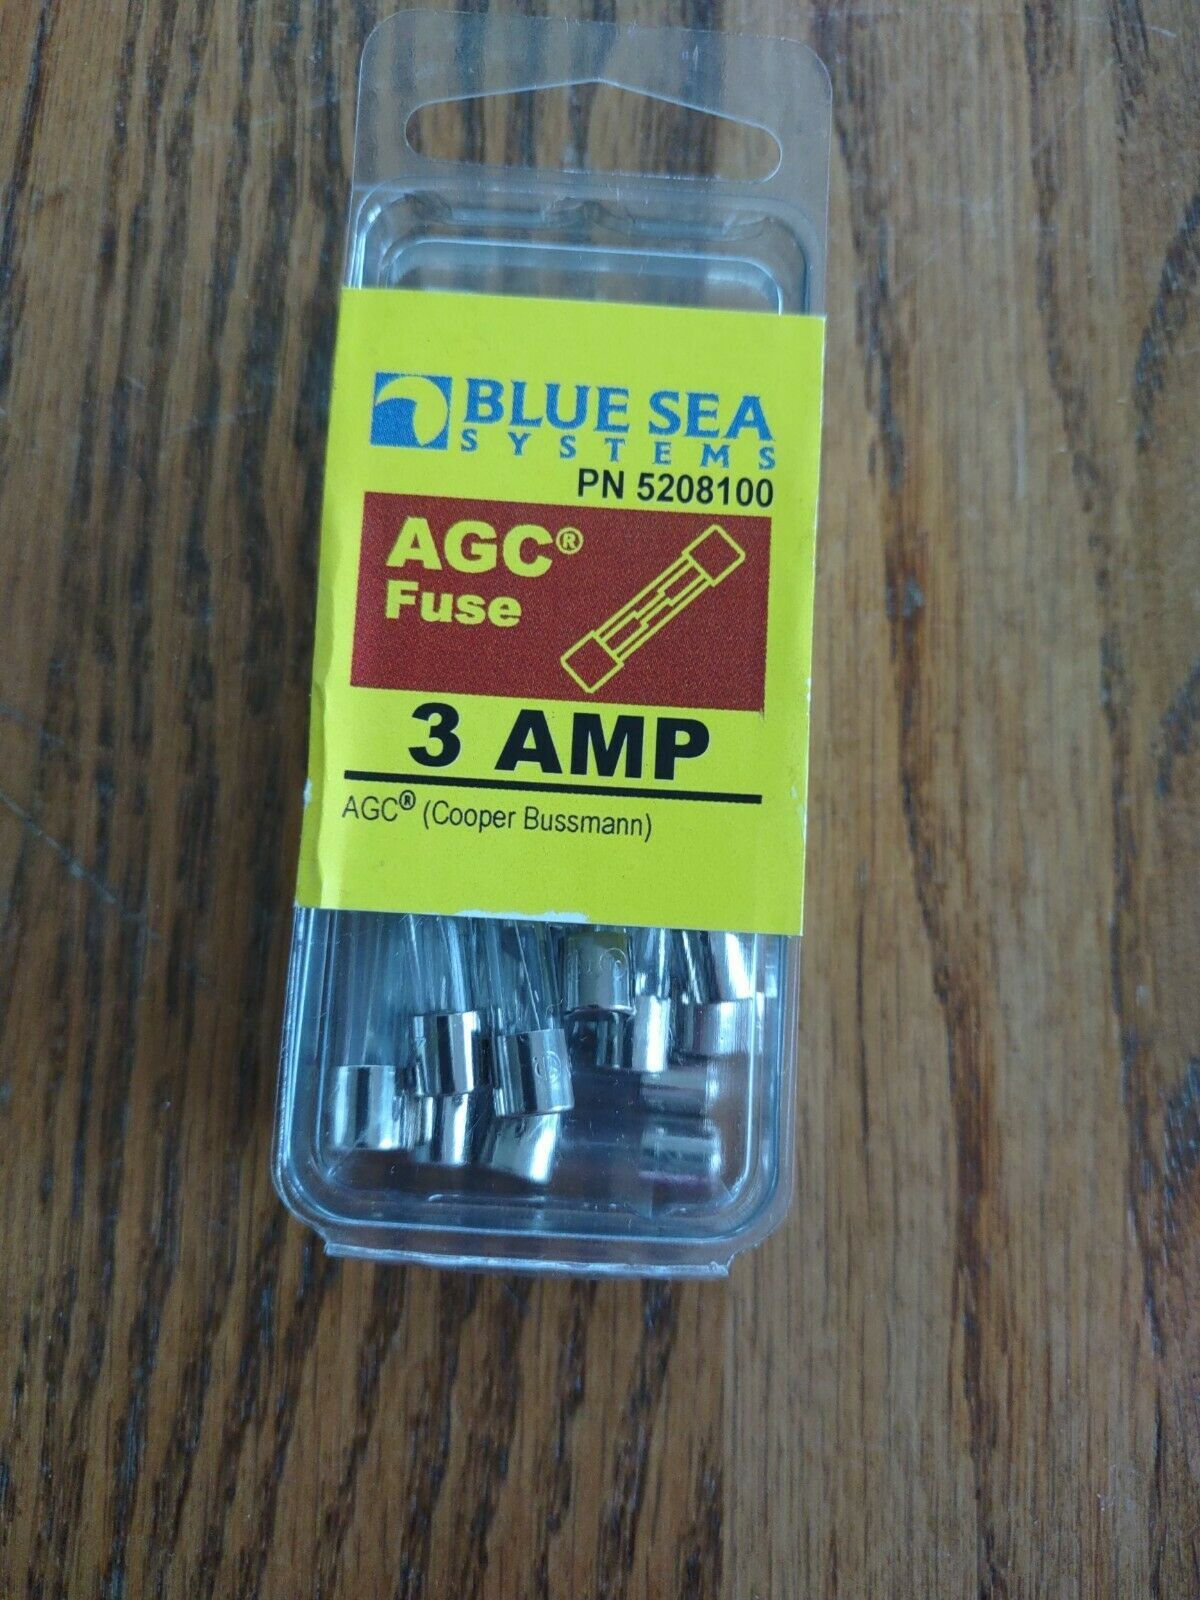 BLUE SEA
SYSTEMS
PN 5208100
AGC®
Fuse
3 AMP
AGC® (Cooper Bussmann)